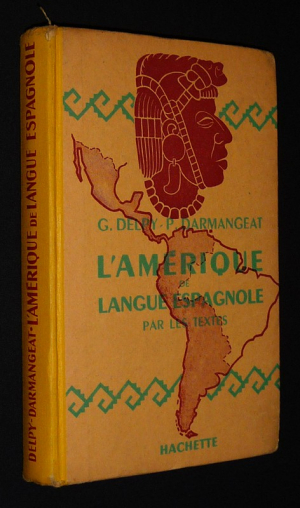 DELPY-DARMANGEAT-L'AMÉRIQUE DE LANGUE ESPAGNOLE
G. DELPY-P. DARMANGEAT
L'AMÉRIQUE
DE
LANGUE ESPAGNOLE
PAR LES TEXTES
HACHETTE